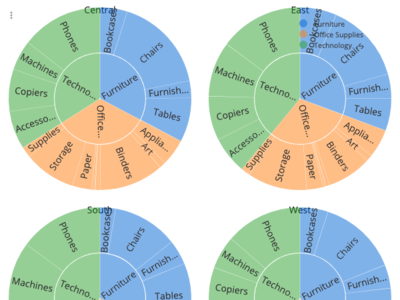 Central
Bookcases
Chairs
Furnish...
Tables
Furniture
Phones
Machines
Copiers
Accesso...
Techno...
Supplies
Storage
Paper
Binders
Art
Applia...
Office...
East
Furniture
Office Supplies
Technology
Bookcases
Chairs
Furnish...
Tables
Furniture
Phones
Machines
Copiers
Accesso...
Techno...
Supplies
Storage
Paper
Binders
Art
Applia...
Office...
South
Bookcases
Chairs
Furnish...
Tables
Furniture
Phones
Machines
Techno...
West
Bookcases
Chairs
Furnish...
Furniture
Phones
Machines
Copiers
Techno...